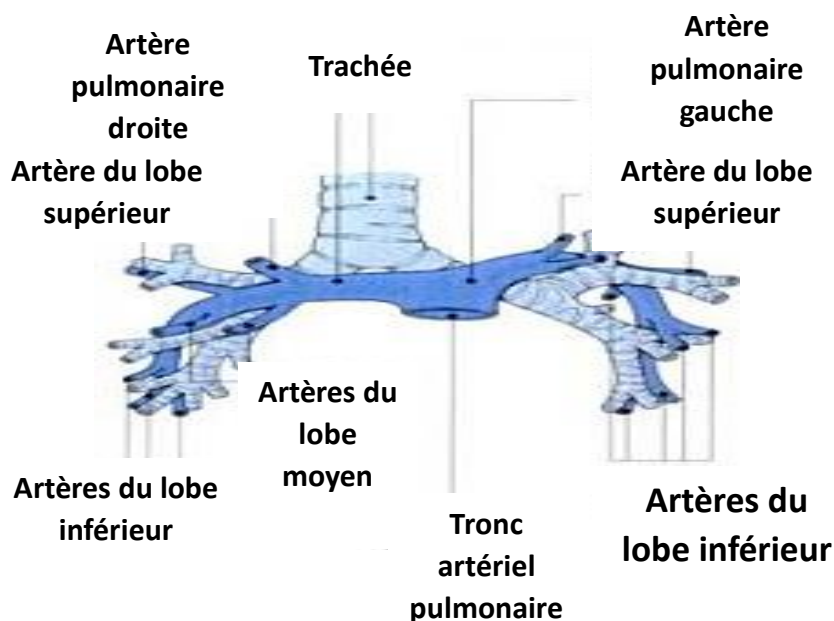 Artère
pulmonaire
droite
Trachée
Artère
pulmonaire
gauche
Artère du lobe
supérieur
Artère du lobe
supérieur
Artères du
lobe
moyen
Artères du lobe
inférieur
Tronc
artériel
pulmonaire
Artères du
lobe inférieur